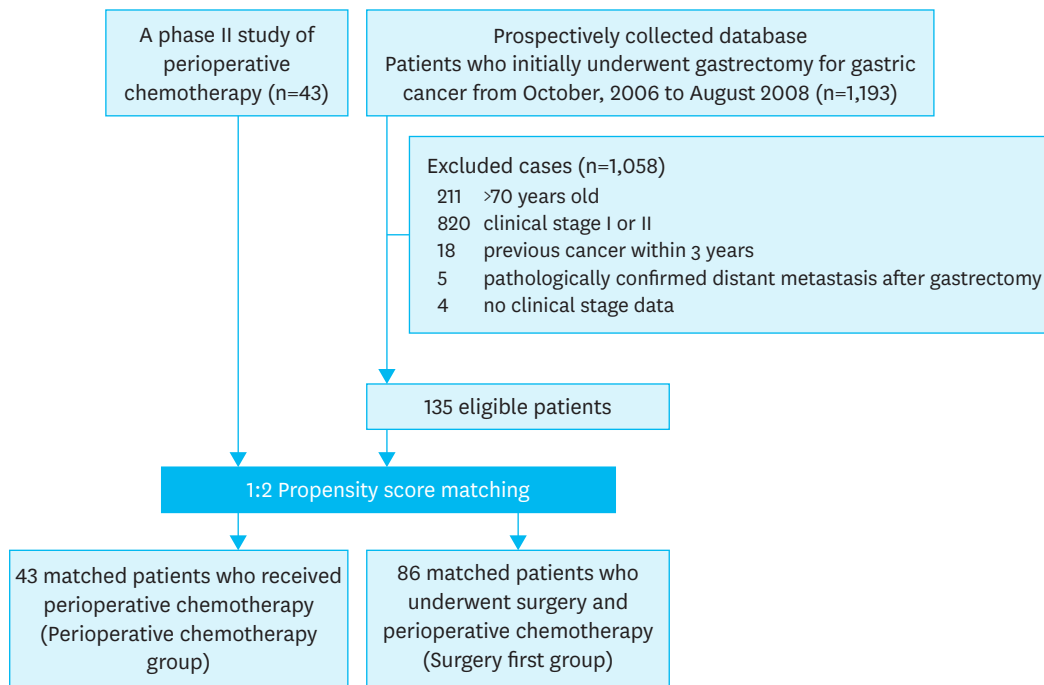 A phase II study of
perioperative
chemotherapy (n=43)
Prospectively collected database
Patients who initially underwent gastrectomy for gastric
cancer from October, 2006 to August 2008 (n=1,193)
Excluded cases (n=1,058)
211 >70 years old
820 clinical stage I or II
18 previous cancer within 3 years
5 pathologically confirmed distant metastasis after gastrectomy
4 no clinical stage data
135 eligible patients
1:2 Propensity score matching
43 matched patients who received
perioperative chemotherapy
(Perioperative chemotherapy
group)
86 matched patients who
underwent surgery and
perioperative chemotherapy
(Surgery first group)